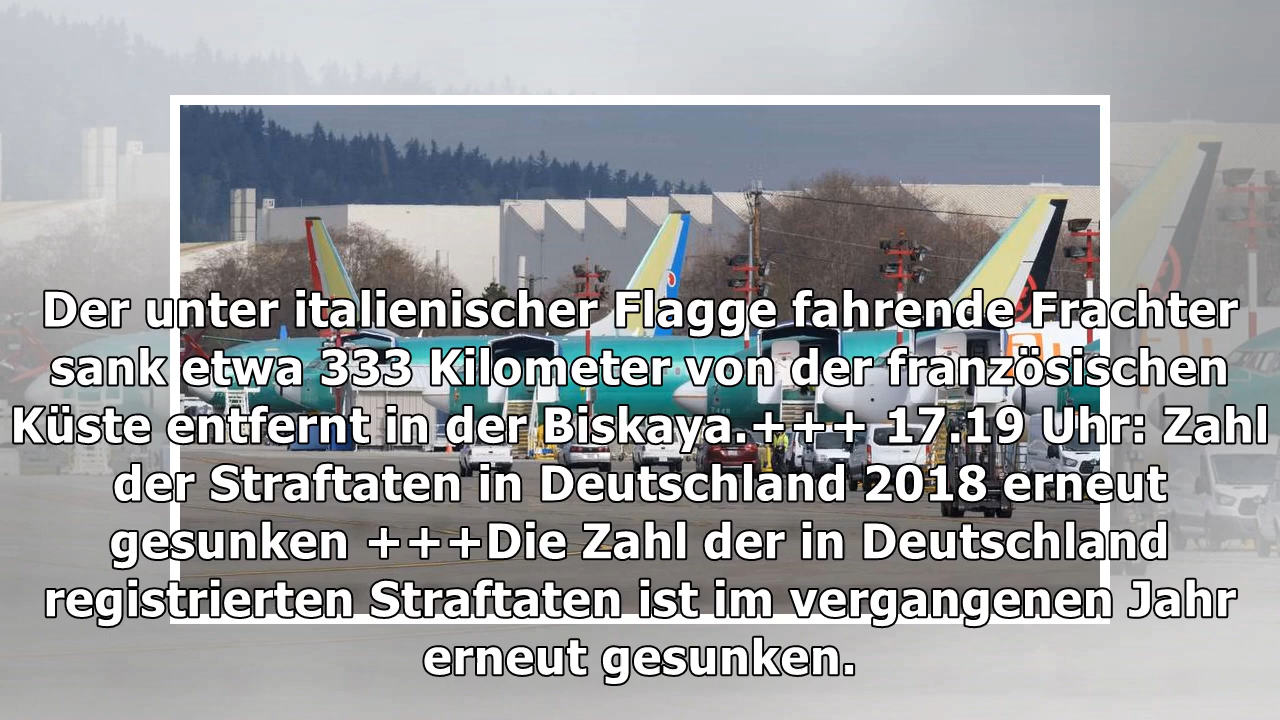 Der unter italienischer Flagge fahrende Frachter
sank etwa 333 Kilometer von der französischen
Küste entfernt in der Biskaya.+++ 17.19 Uhr: Zahl
der Straftaten in Deutschland 2018 erneut
gesunken +++Die Zahl der in Deutschland
registrierten Straftaten ist im vergangenen Jahr
erneut gesunken.